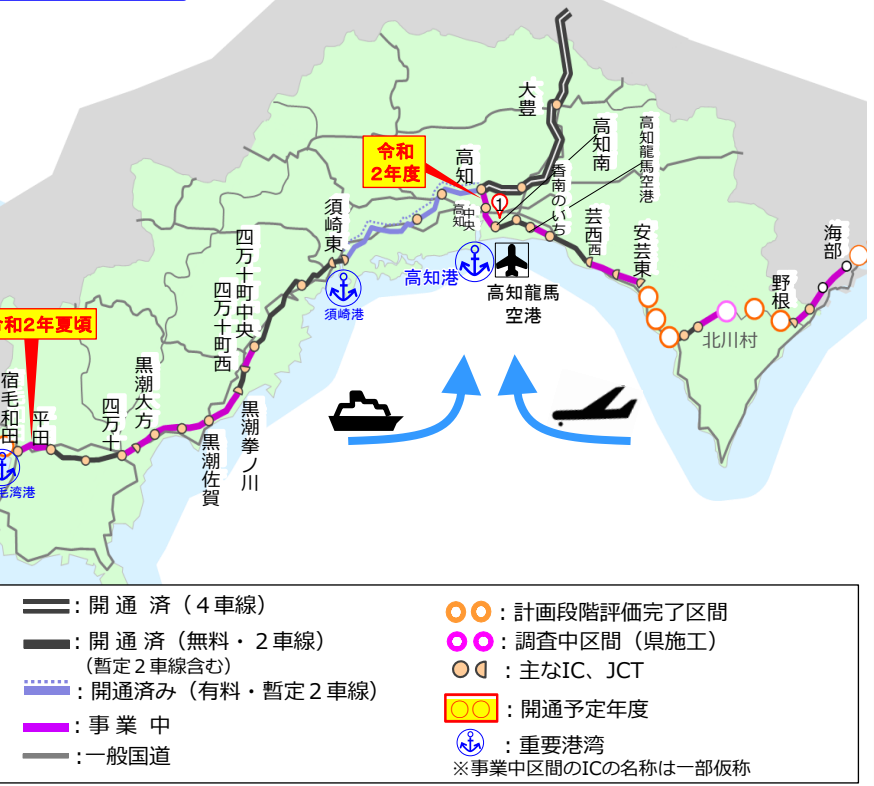 大豊
高知南
高知龍馬空港
令和
2年度
高知
香南のいち
①
高知
中央
芸西西
安芸東
海部
野根
北川村
須崎東
高知港
高知龍馬
空港
須崎港
四万十町中央
四万十町西
令和2年夏頃
黒潮大方
宿毛和田
平田
四万十
黒潮拳ノ川
黒潮佐賀
毛湾港
：開 通 済（４車線）
：開 通 済（無料・２車線）
（暫定２車線含む）
：開通済み（有料・暫定２車線）
：事 業 中
：一般国道
：計画段階評価完了区間
：調査中区間（県施工）
：主なIC、JCT
○○：開通予定年度
：重要港湾
※事業中区間のICの名称は一部仮称